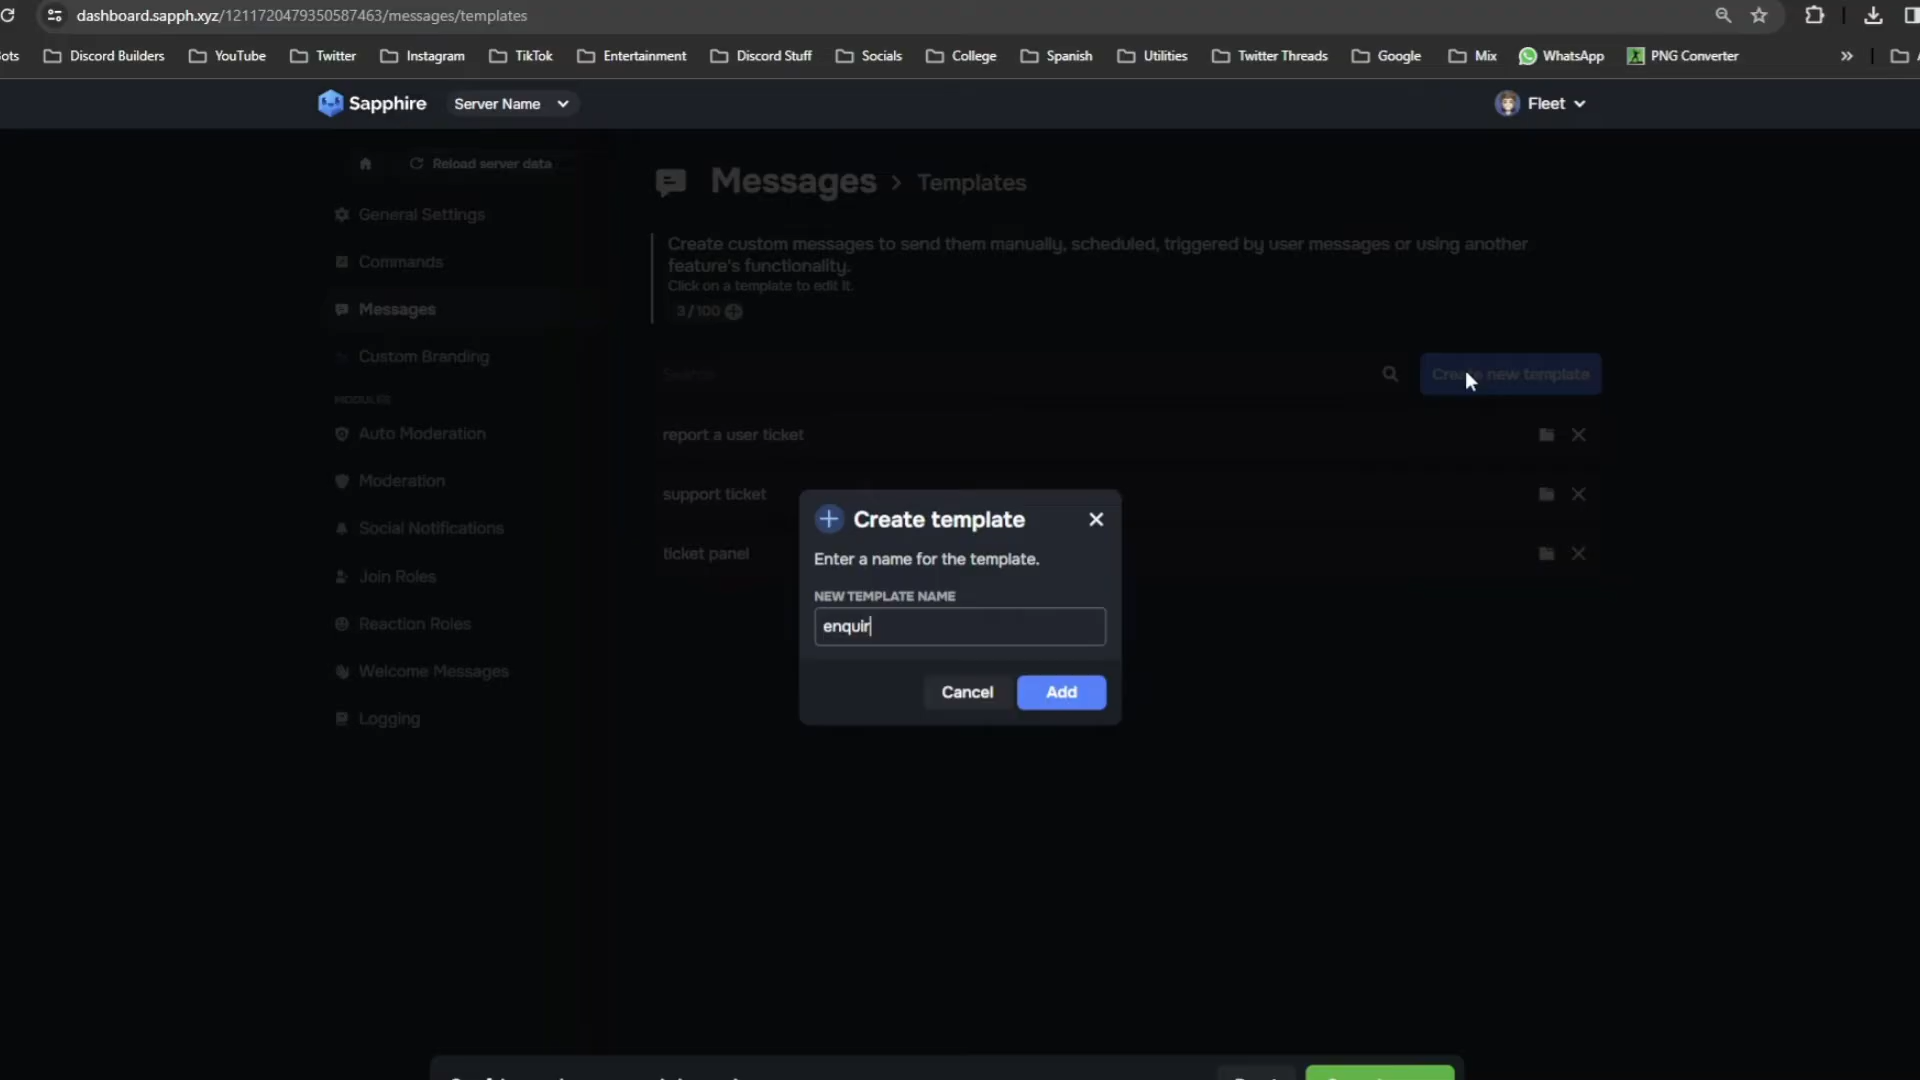 dashboard.sapph.xyz/1211720479350587463/messages/templates
ots Discord Builders YouTube Twitter Instagram TikTok Entertainment Discord Stuff Socials College Spanish Utilities Twitter Threads Google Mix WhatsApp PNG Converter »
Sapphire Server Name Fleet
Reload server data
Messages > Templates
General Settings
Create custom messages to send them manually, scheduled, triggered by user messages or using another
feature's functionality.
Click on a template to edit it.
3 / 100
Commands
Messages
Custom Branding
Search
Create new template
MODULES
Auto Moderation
report a user ticket
Moderation
support ticket
Social Notifications
ticket panel
Join Roles
Reaction Roles
Welcome Messages
Logging
Create template
Enter a name for the template.
NEW TEMPLATE NAME
enquir
Cancel Add